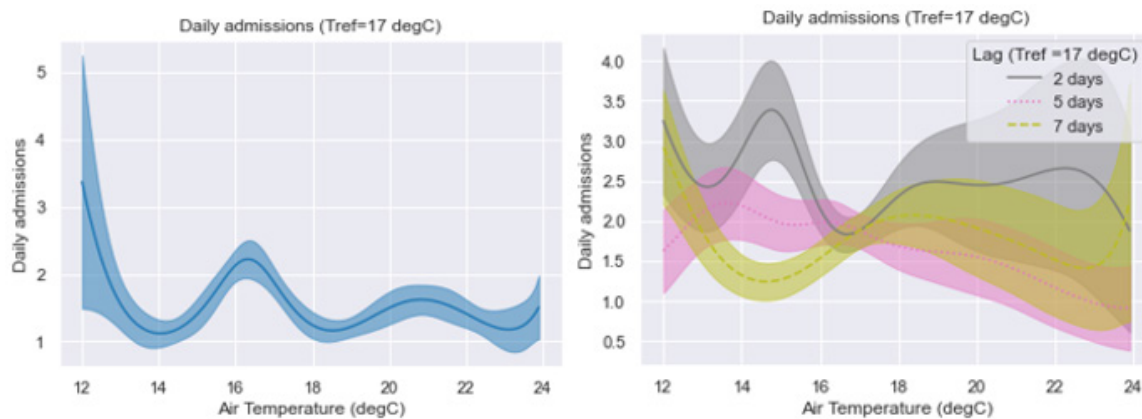 Daily admissions (Tref=17 degC)
Daily admissions
5
4
3
2
1
12 14 16 18 20 22 24
Air Temperature (degC)
Daily admissions (Tref=17 degC)
Daily admissions
4.0
3.5
3.0
2.5
2.0
1.5
1.0
0.5
Lag (Tref =17 degC)
2 days
5 days
7 days
12 14 16 18 20 22 24
Air Temperature (degC)